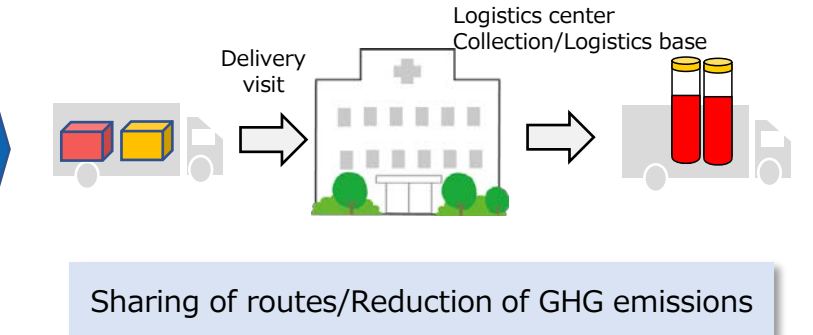 Logistics center
Collection/Logistics base
Delivery
visit
Sharing of routes/Reduction of GHG emissions